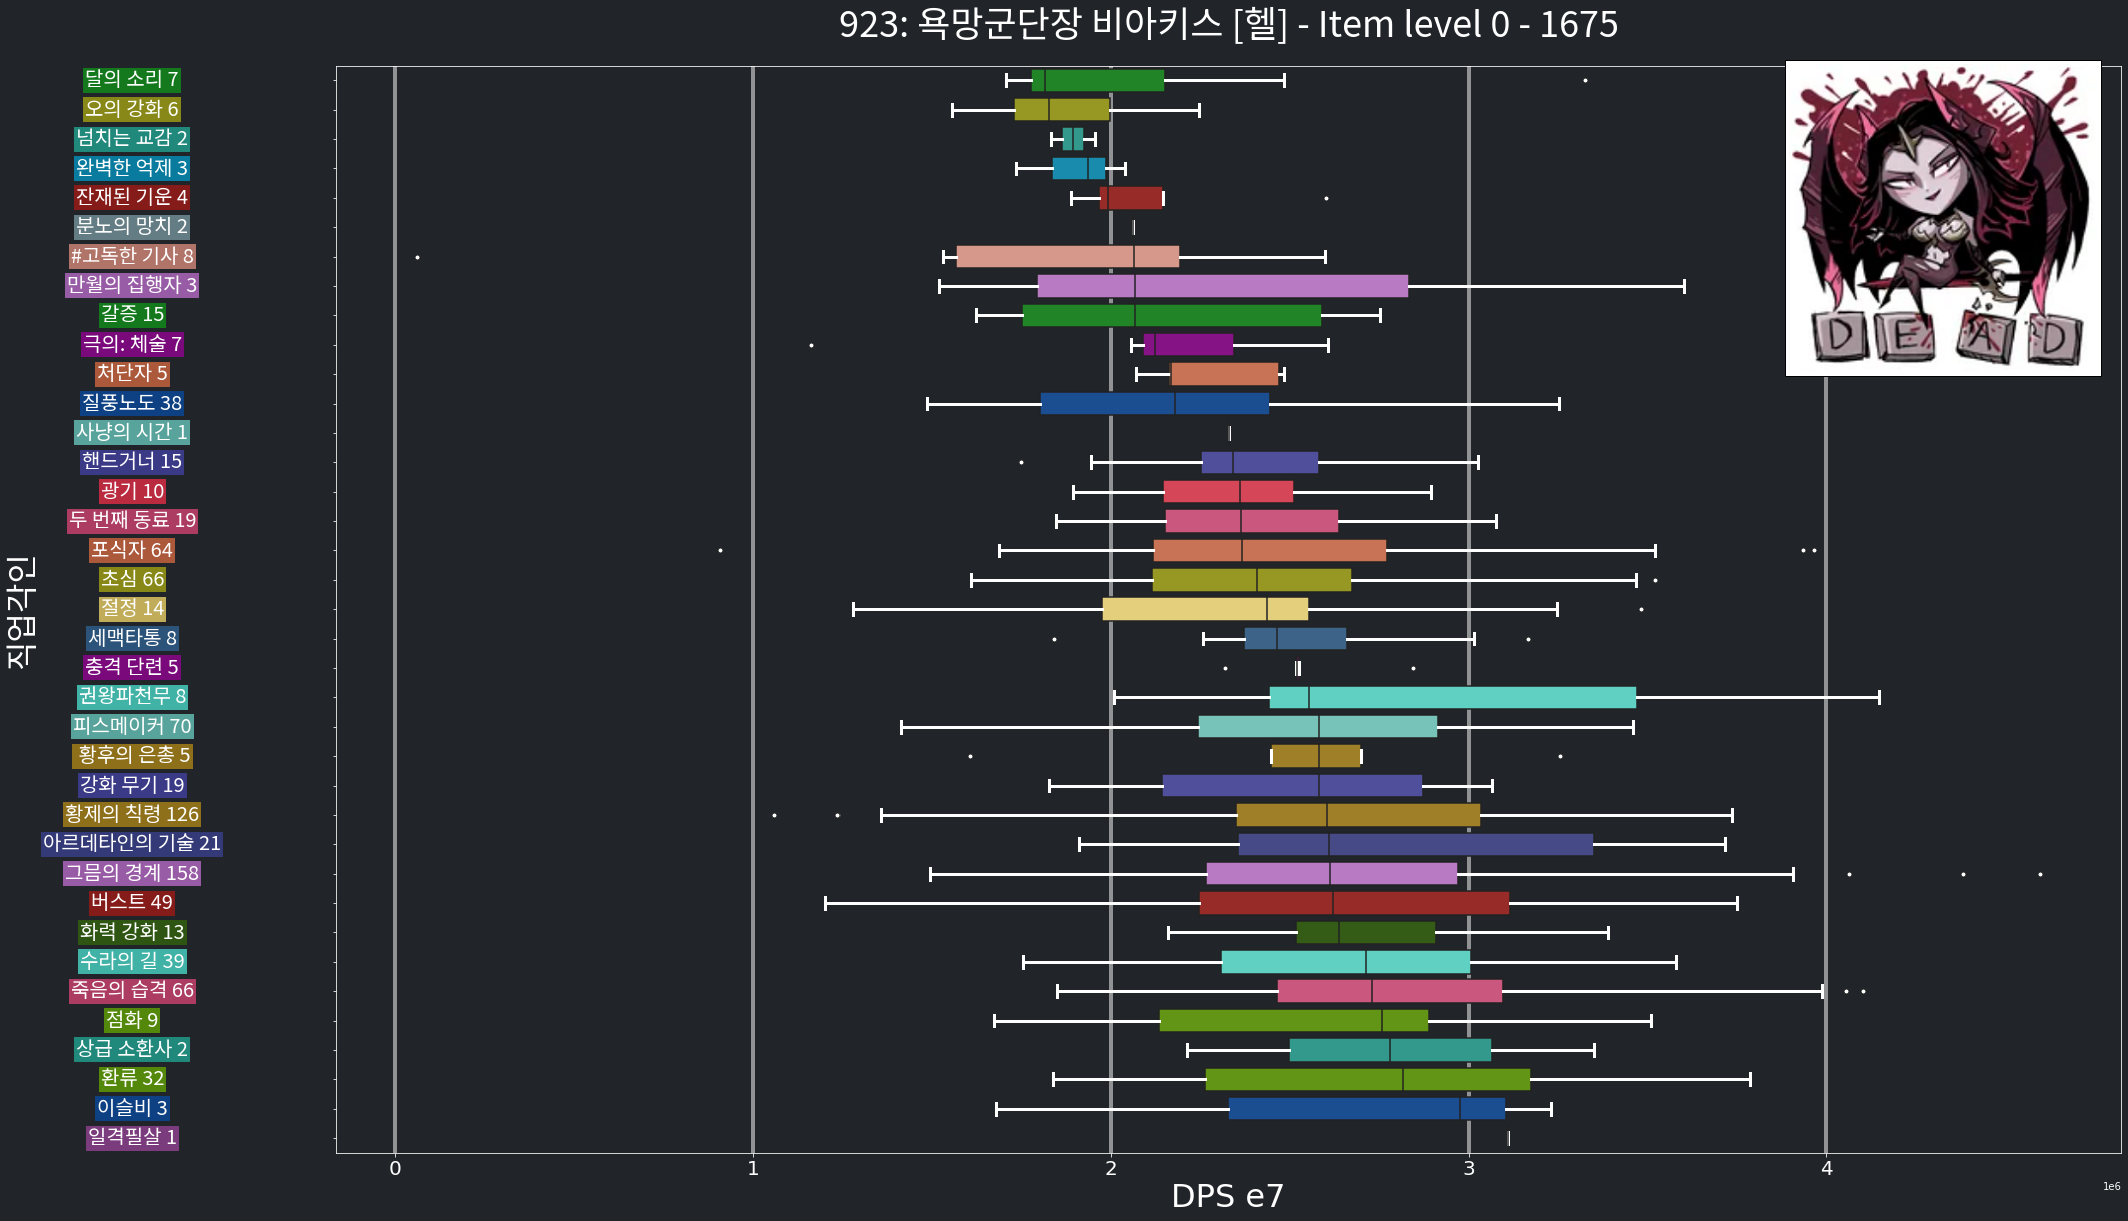 923: 욕망군단장 비아키스 [헬] - Item level 0 - 1675
달의 소리 7
오의 강화 6
넘치는 교감 2
완벽한 억제 3
잔재된 기운 4
분노의 망치 2
#고독한 기사 8
만월의 집행자 3
갈증 15
극의: 체술 7
처단자 5
질풍노도 38
사냥의 시간 1
핸드거너 15
광기 10
두 번째 동료 19
포식자 64
초심 66
절정 14
세맥타통 8
충격 단련 5
권왕파천무 8
피스메이커 70
황후의 은총 5
강화 무기 19
황제의 칙령 126
아르데타인의 기술 21
그믐의 경계 158
버스트 49
화력 강화 13
수라의 길 39
죽음의 습격 66
점화 9
상급 소환사 2
환류 32
이슬비 3
일격필살 1
직업각인
DEAD
0 1 2 3 4
1e6
DPS e7